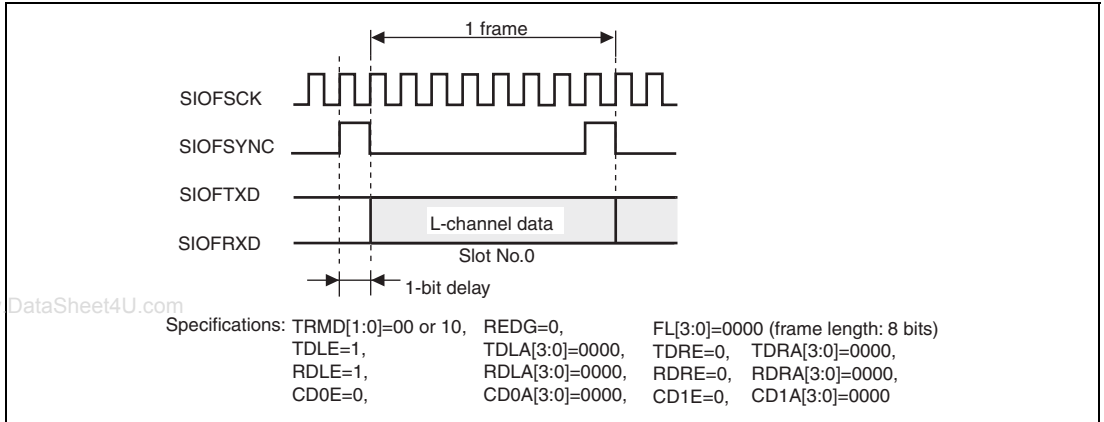 1 frame
SIOFSCK
SIOFSYNC
SIOFTXD
L-channel data
SIOFRXD
Slot No.0
1-bit delay
DataSheet4U.com
Specifications: TRMD[1:0]=00 or 10, REDG=0, FL[3:0]=0000 (frame length: 8 bits)
TDLE=1, TDLA[3:0]=0000, TDRE=0, TDRA[3:0]=0000,
RDLE=1, RDLA[3:0]=0000, RDRE=0, RDRA[3:0]=0000,
CD0E=0, CD0A[3:0]=0000, CD1E=0, CD1A[3:0]=0000